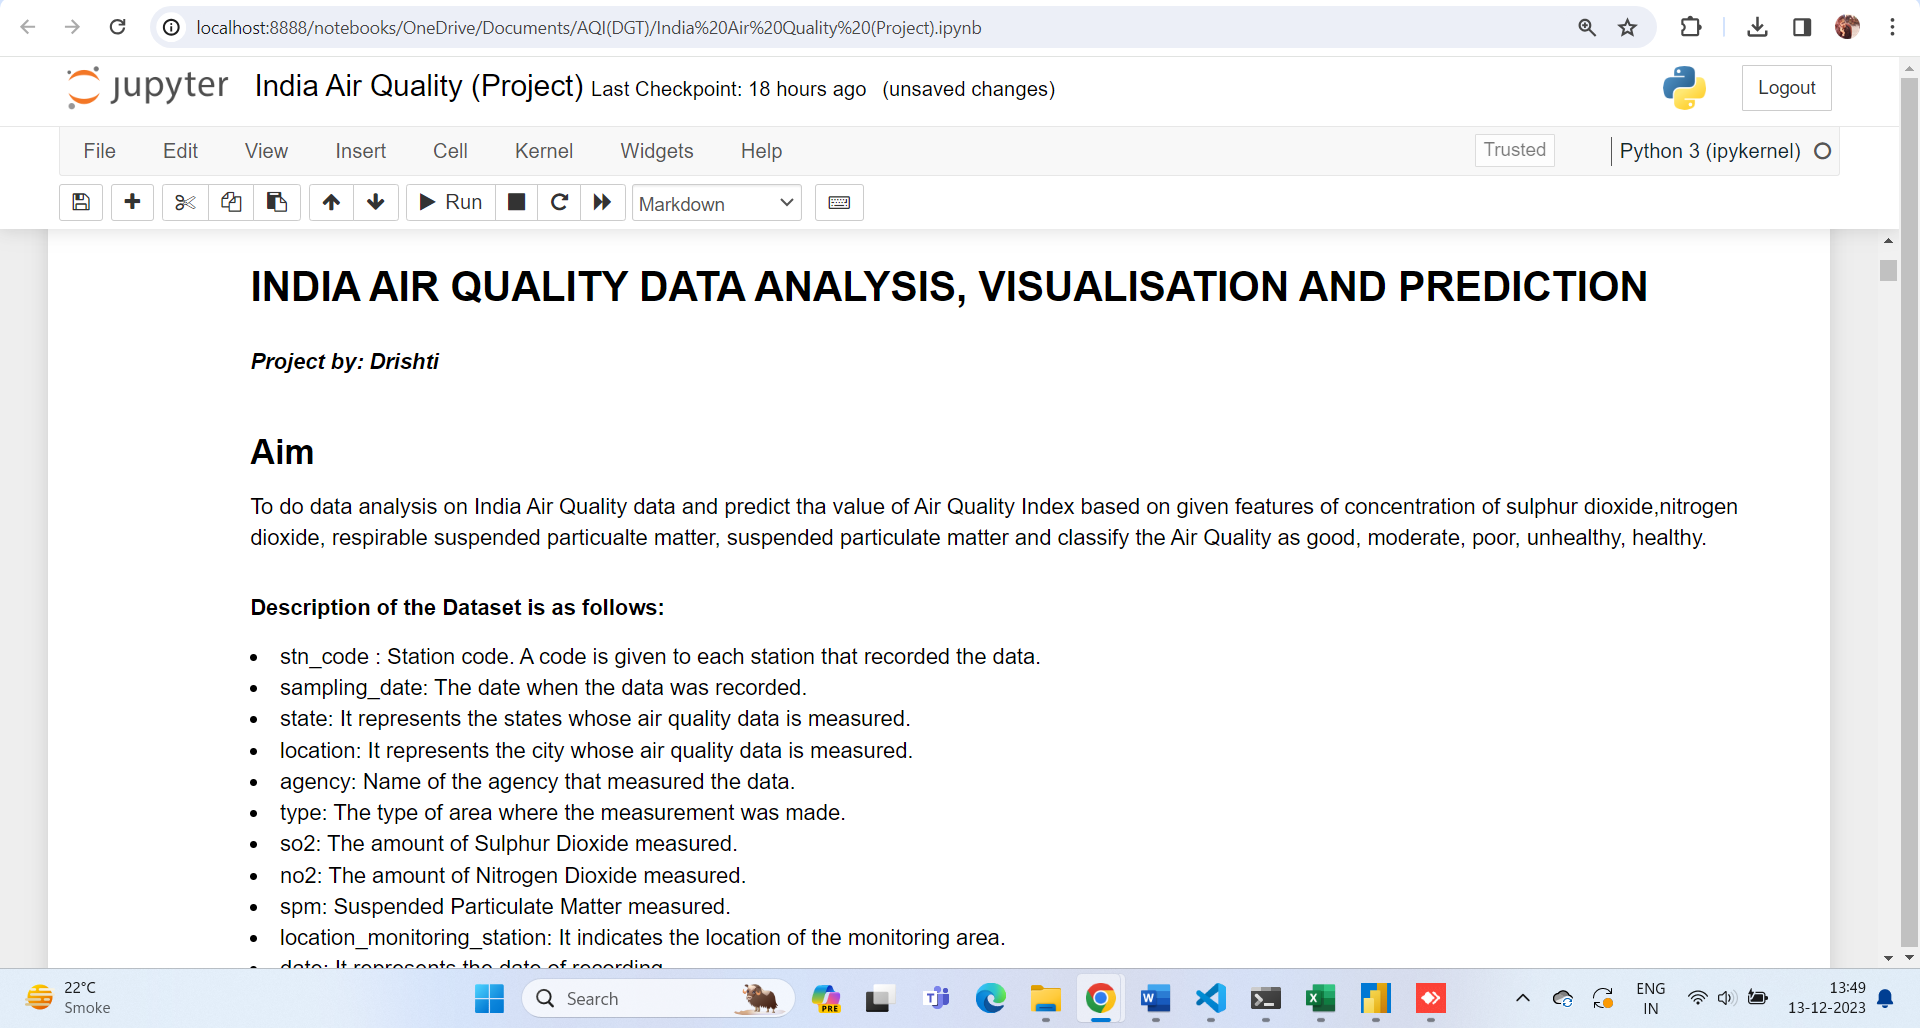 localhost:8888/notebooks/OneDrive/Documents/AQI(DGT)/India%20Air%20Quality%20(Project).ipynb
jupyter India Air Quality (Project) Last Checkpoint: 18 hours ago (unsaved changes)
Logout
File Edit View Insert Cell Kernel Widgets Help
Trusted
Python 3 (ipykernel)
Run
Markdown
INDIA AIR QUALITY DATA ANALYSIS, VISUALISATION AND PREDICTION
Project by: Drishti
Aim
To do data analysis on India Air Quality data and predict tha value of Air Quality Index based on given features of concentration of sulphur dioxide,nitrogen
dioxide, respirable suspended particualte matter, suspended particulate matter and classify the Air Quality as good, moderate, poor, unhealthy, healthy.
Description of the Dataset is as follows:
• stn_code : Station code. A code is given to each station that recorded the data.
• sampling_date: The date when the data was recorded.
• state: It represents the states whose air quality data is measured.
• location: It represents the city whose air quality data is measured.
• agency: Name of the agency that measured the data.
• type: The type of area where the measurement was made.
• so2: The amount of Sulphur Dioxide measured.
• no2: The amount of Nitrogen Dioxide measured.
• spm: Suspended Particulate Matter measured.
• location_monitoring_station: It indicates the location of the monitoring area.
• date: It represents the date of recording
22°C
Smoke
Search
PRE
ENG
IN
13:49
13-12-2023